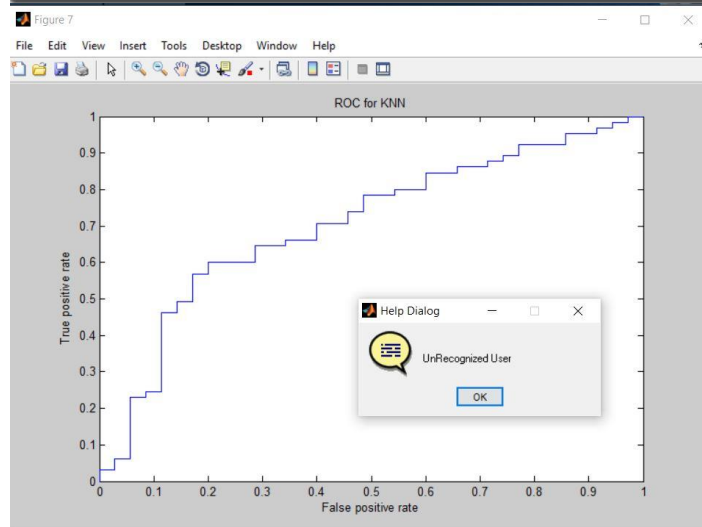 Figure 7
File Edit View Insert Tools Desktop Window Help
ROC for KNN
1
0.9
0.8
0.7
0.6
0.5
0.4
0.3
0.2
0.1
0
True positive rate
Help Dialog
UnRecognized User
OK
0 0.1 0.2 0.3 0.4 0.5 0.6 0.7 0.8 0.9 1
False positive rate